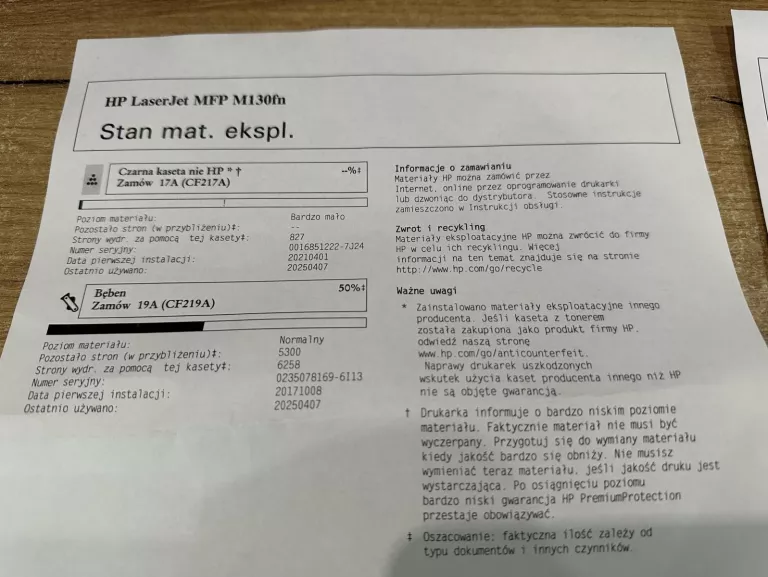 HP LaserJet MFP M130fn
Stan mat. ekspl.
Czarna kaseta nie HP * † --%‡
Zamów 17A (CF217A)
Poziom materiału: Bardzo mało
Pozostało stron (w przybliżeniu)‡: --
Strony wydr. za pomocą tej kasety‡: 827
Numer seryjny: 0016851222-7J24
Data pierwszej instalacji: 20210401
Ostatnio używano: 20250407
Bęben 50%‡
Zamów 19A (CF219A)
Poziom materiału: Normalny
Pozostało stron (w przybliżeniu)‡: 5300
Strony wydr. za pomocą tej kasety‡: 6258
Numer seryjny: 0235078169-6I13
Data pierwszej instalacji: 20171008
Ostatnio używano: 20250407
Informacje o zamawianiu
Materiały HP można zamówić przez
Internet, online przez oprogramowanie drukarki
lub dzwoniąc do dystrybutora. Stosowne instrukcje
zamieszczono w Instrukcji obsługi.
Zwrot i recykling
Materiały eksploatacyjne HP można zwrócić do firmy
HP w celu ich recyklingu. Więcej
informacji na ten temat znajduje się na stronie
http://www.hp.com/go/recycle
Ważne uwagi
* Zainstalowano materiały eksploatacyjne innego
producenta. Jeśli kaseta z tonerem
została zakupiona jako produkt firmy HP,
odwiedź naszą stronę
www.hp.com/go/anticounterfeit.
Naprawy drukarek uszkodzonych
wskutek użycia kaset producenta innego niż HP
nie są objęte gwarancją.
† Drukarka informuje o bardzo niskim poziomie
materiału. Faktycznie materiał nie musi być
wyczerpany. Przygotuj się do wymiany materiału
kiedy jakość bardzo się obniży. Nie musisz
wymieniać teraz materiału, jeśli jakość druku jest
wystarczająca. Po osiągnięciu poziomu
bardzo niski gwarancja HP PremiumProtection
przestaje obowiązywać.
‡ Oszacowanie; faktyczna ilość zależy od
typu dokumentów i innych czynników.